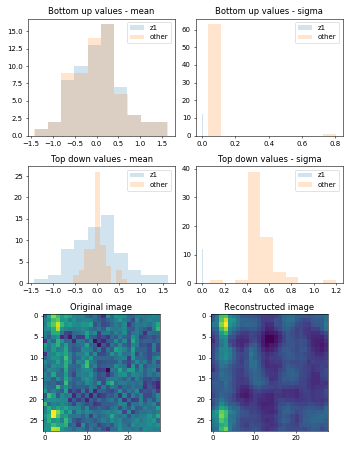 Bottom up values - mean
Bottom up values - sigma
z1
other
z1
other
15.0
12.5
10.0
7.5
5.0
2.5
0.0
60
50
40
30
20
10
0
−1.5 −1.0 −0.5 0.0 0.5 1.0 1.5
0.0 0.2 0.4 0.6 0.8
Top down values - mean
Top down values - sigma
z1
other
z1
other
25
20
15
10
5
0
40
30
20
10
0
−1.5 −1.0 −0.5 0.0 0.5 1.0 1.5
0.0 0.2 0.4 0.6 0.8 1.0 1.2
Original image
Reconstructed image
0
5
10
15
20
25
0
5
10
15
20
25
0 10 20
0 10 20